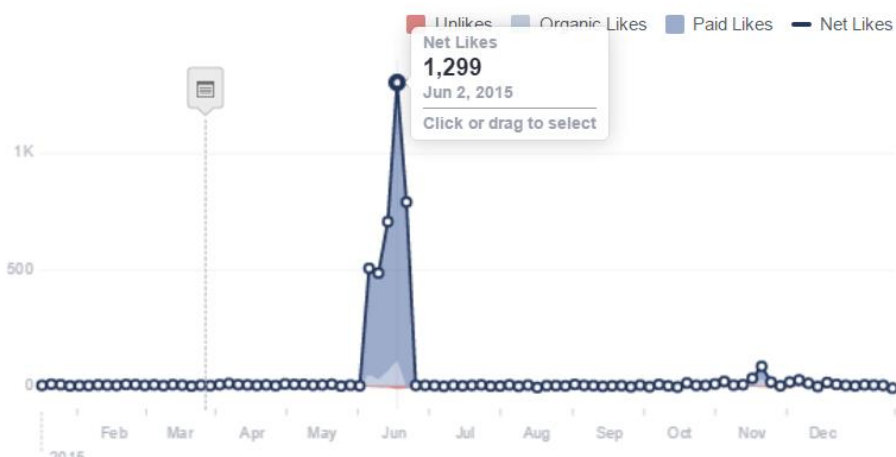 Unlikes Organic Likes Paid Likes Net Likes
Net Likes
1,299
Jun 2, 2015
Click or drag to select
1K
500
0
Feb Mar Apr May Jun Jul Aug Sep Oct Nov Dec
2015